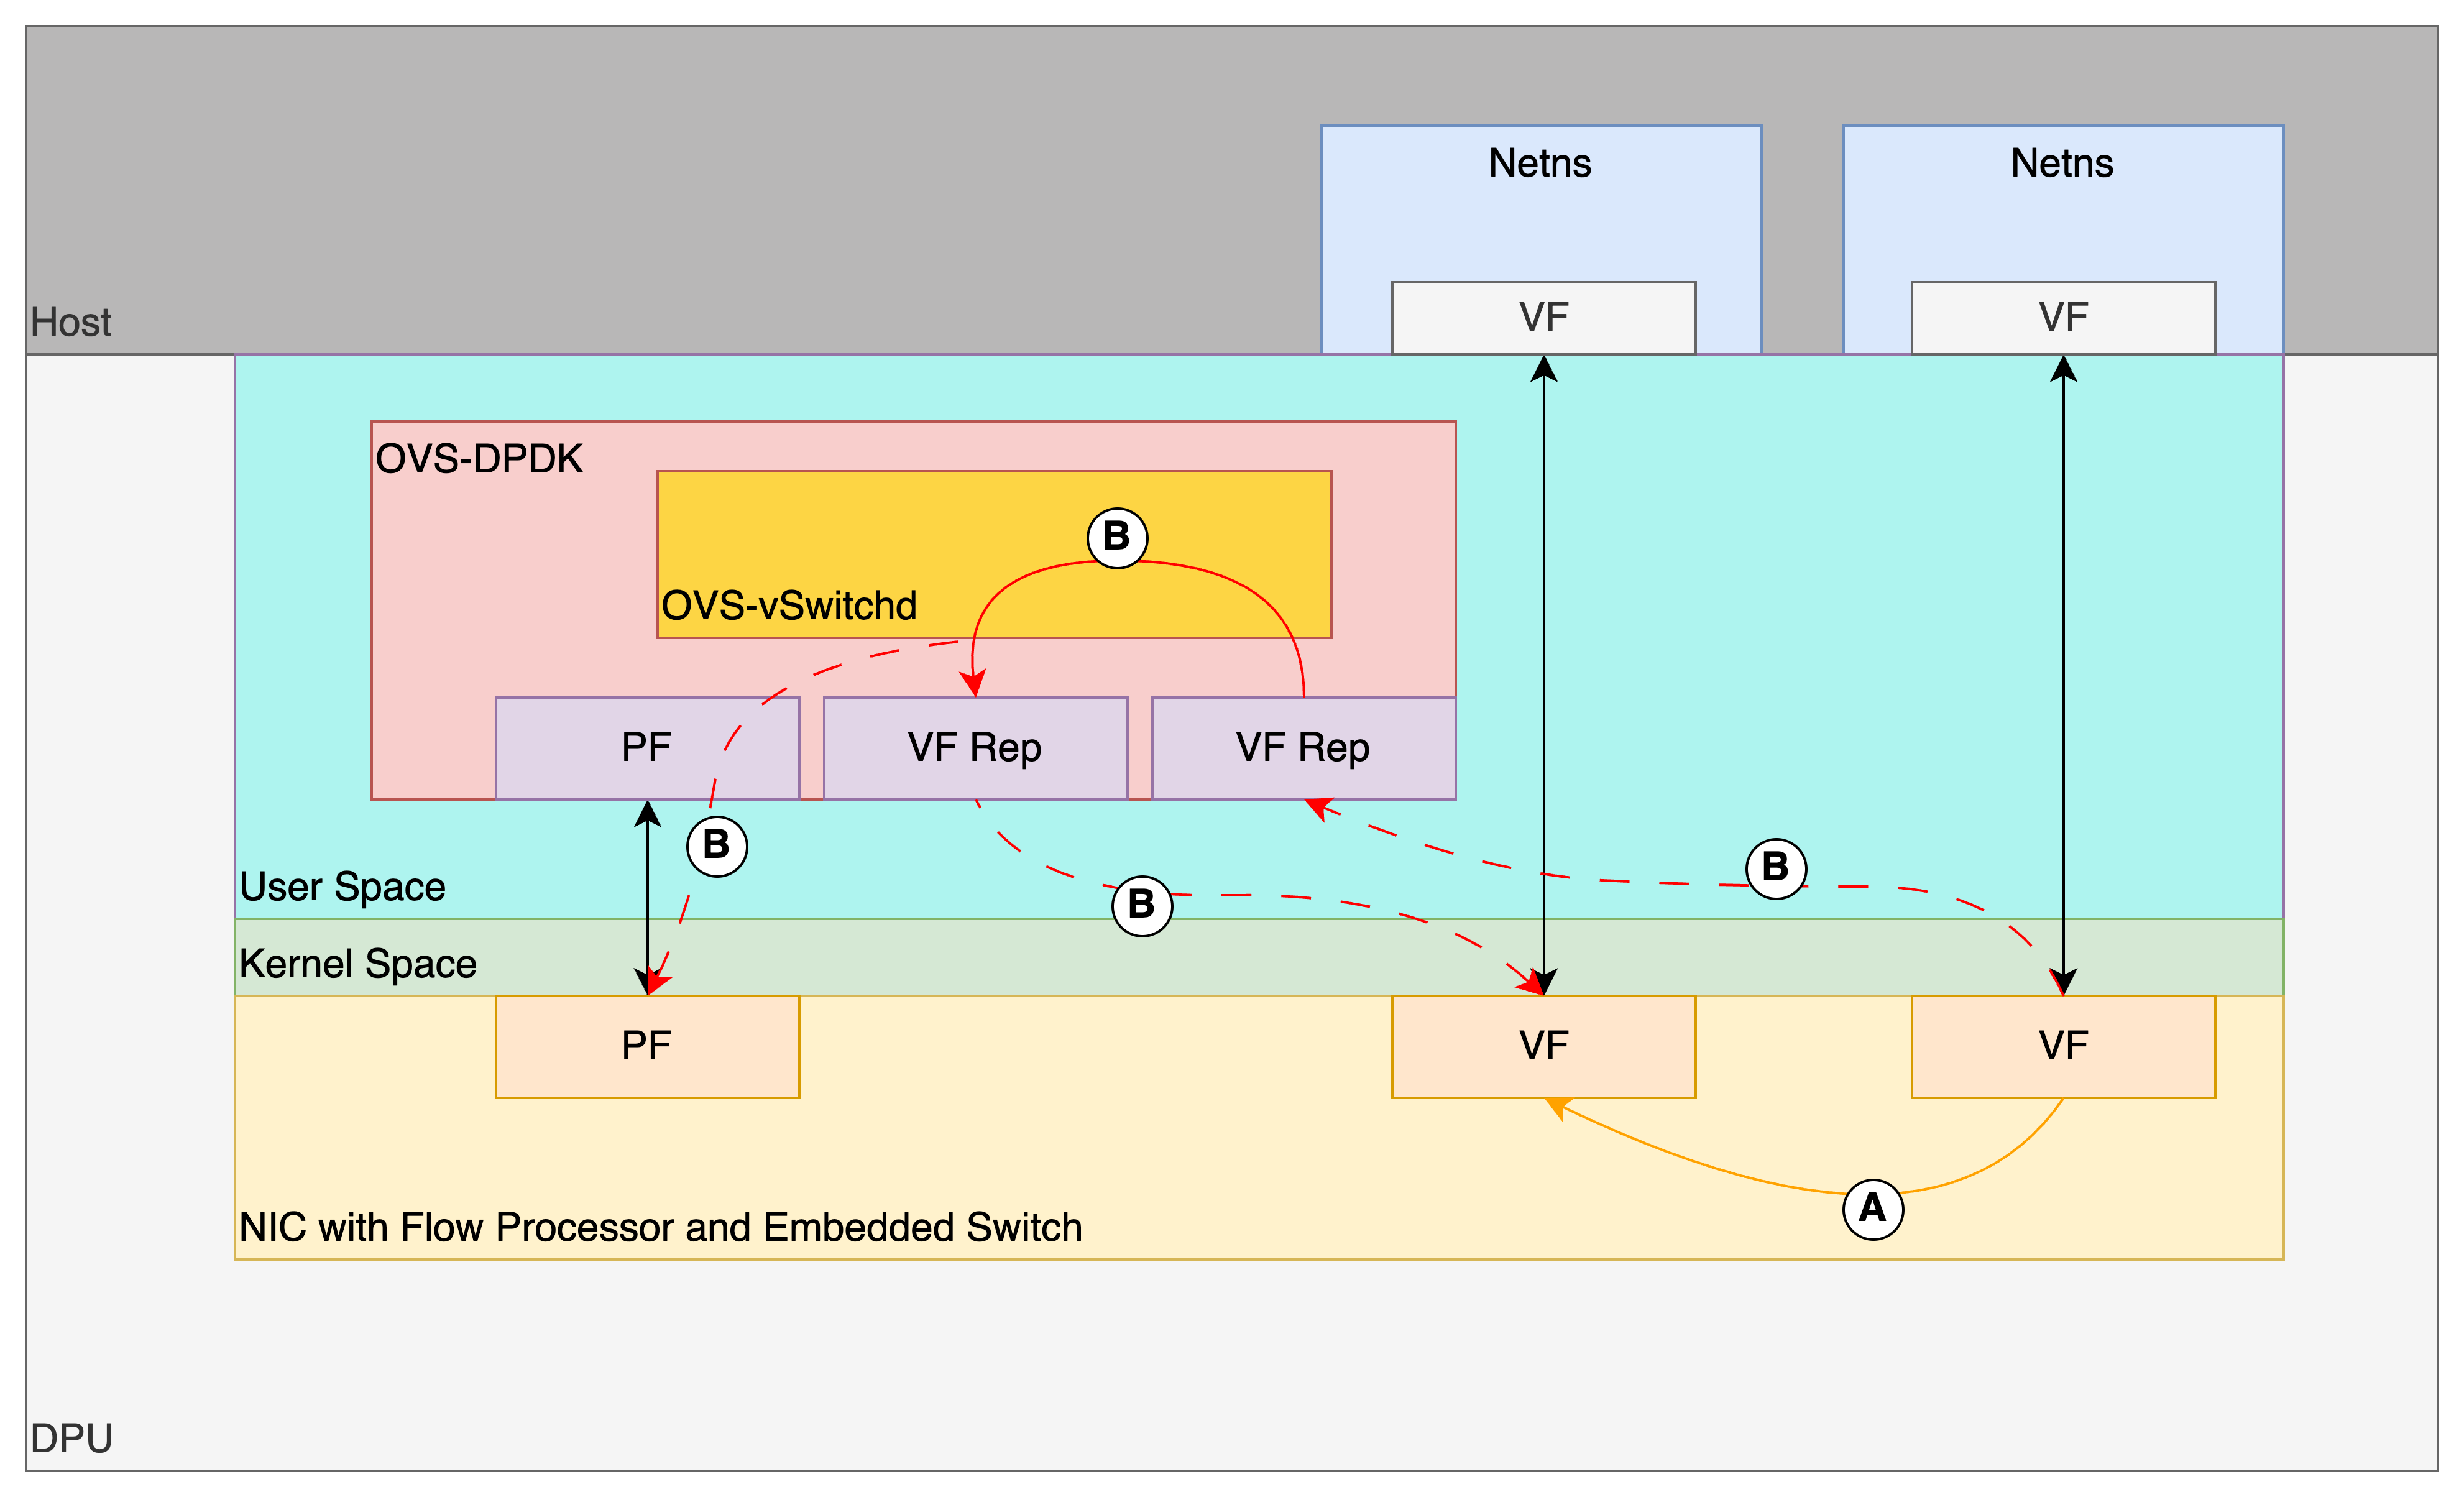 Netns
Netns
VF
VF
Host
OVS-DPDK
B
OVS-vSwitchd
PF
VF Rep
VF Rep
B
B
B
User Space
Kernel Space
PF
VF
VF
A
NIC with Flow Processor and Embedded Switch
DPU